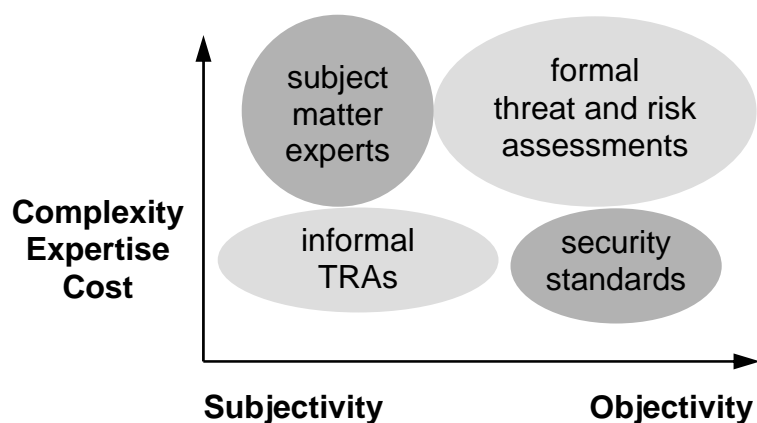 subject
matter
experts
formal
threat and risk
assessments
Complexity
Expertise
Cost
informal
TRAs
security
standards
Subjectivity
Objectivity